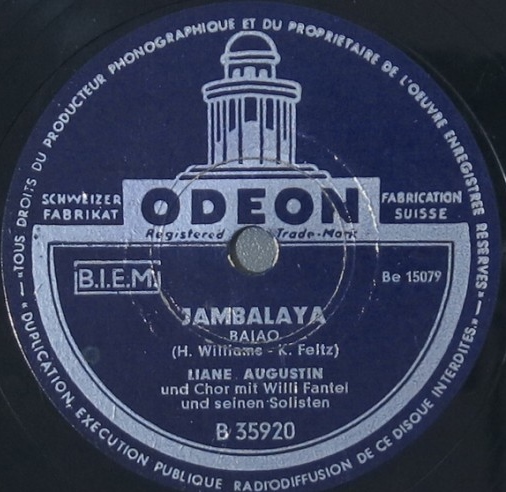 "TOUS DROITS DU PRODUCTEUR PHONOGRAPHIQUE ET DU PROPRIETAIRE DE L'OEUVRE ENREGISTREE RESERVES"
SCHWEIZER
FABRIKAT
ODEON
FABRICATION
SUISSE
Registered Trade-Mark
B.I.E.M.
Be 15079
JAMBALAYA
BAIAO
(H. Williams - K. Feltz)
LIANE AUGUSTIN
und Chor mit Willi Fantel
und seinen Solisten
B 35920
"DUPLICATION, EXECUTION PUBLIQUE RADIODIFFUSION DE CE DISQUE INTERDITES."